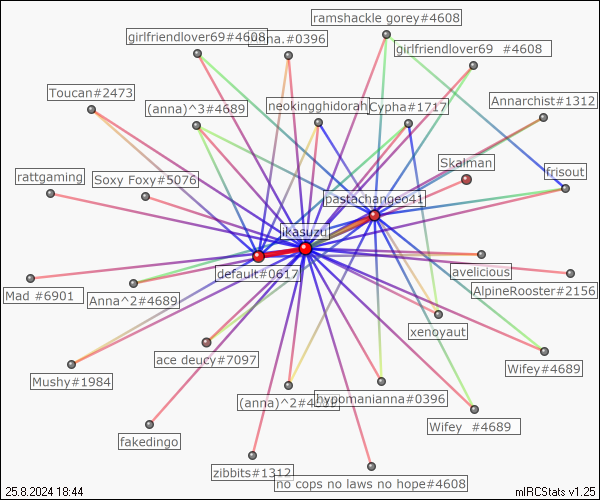 ramshackle gorey#4608
girlfriendlover69#4608
.#0396
girlfriendlover69  #4608
Toucan#2473
(anna)^3#4689
neokingghidorah
Cypha#1717
Annarchist#1312
Skalman
frisout
rattgaming
Soxy Foxy#5076
pastachangeo41
ikasuzu
default#0617
avelicious
AlpineRooster#2156
Mad #6901
Anna^2#4689
xenoyaut
ace deucy#7097
Wifey#4689
Mushy#1984
(anna)^2#4
hypomanianna#0396
Wifey  #4689
fakedingo
zibbits#1312
no cops no laws no hope#4608
25.8.2024 18:44
mIRCStats v1.25